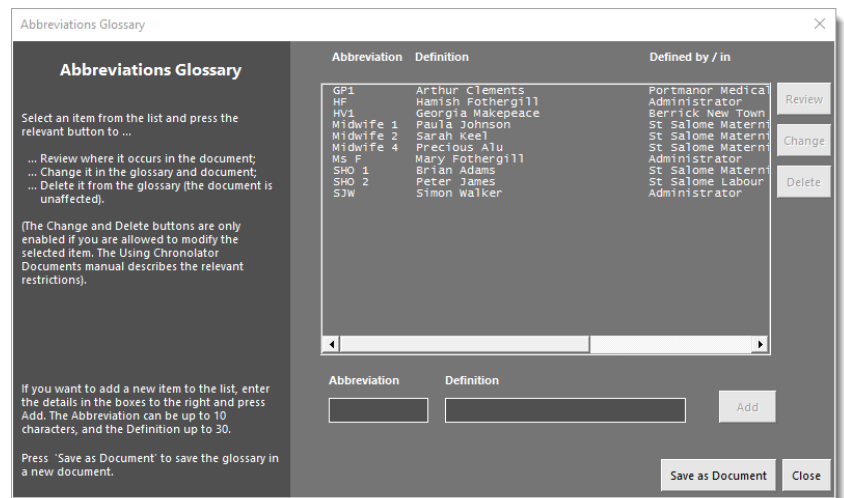 Abbreviations Glossary
Abbreviations Glossary
Select an item from the list and press the
relevant button to ...
... Review where it occurs in the document;
... Change it in the glossary and document;
... Delete it from the glossary (the document is
unaffected).
(The Change and Delete buttons are only
enabled if you are allowed to modify the
selected item. The Using Chronolator
Documents manual describes the relevant
restrictions).
If you want to add a new item to the list, enter
the details in the boxes to the right and press
Add. The Abbreviation can be up to 10
characters, and the Definition up to 30.
Press 'Save as Document' to save the glossary in
a new document.
Abbreviation Definition Defined by / in
GP1 Arthur Clements Portmanor Medical
HF Hamish Fothergill Administrator
HV1 Georgia Makepeace Berrick New Town
Midwife 1 Paula Johnson St Salome Materni
Midwife 2 Sarah Keel St Salome Materni
Midwife 4 Precious Alu St Salome Materni
Ms F Mary Fothergill Administrator
SHO 1 Brian Adams St Salome Materni
SHO 2 Peter James St Salome Labour
SJW Simon Walker Administrator
Review
Change
Delete
Abbreviation Definition
Add
Save as Document Close